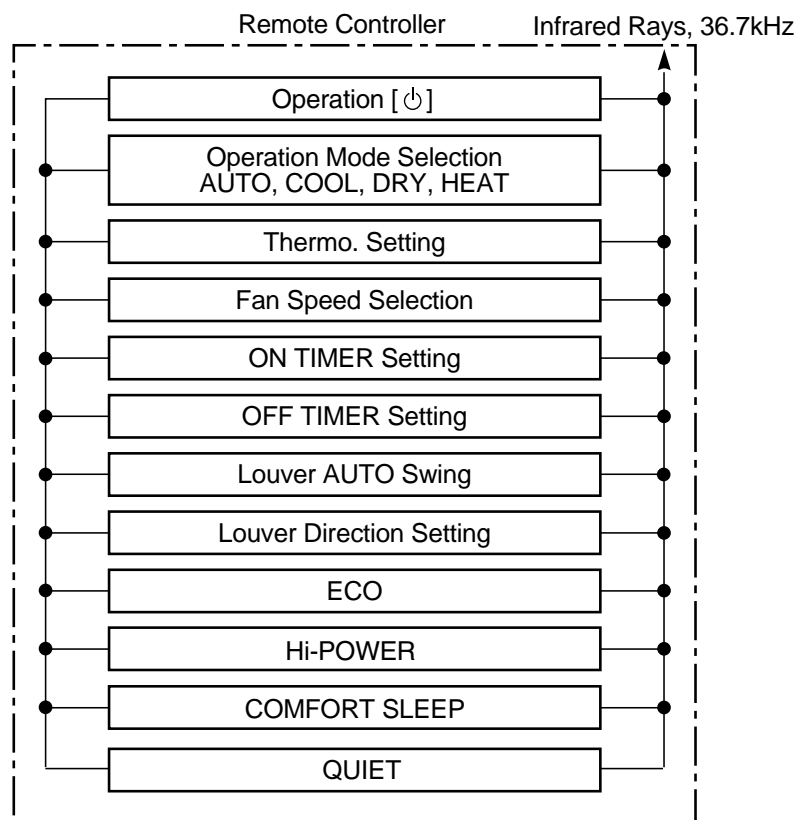 Remote Controller
Infrared Rays, 36.7kHz
Operation [⏻]
Operation Mode Selection
AUTO, COOL, DRY, HEAT
Thermo. Setting
Fan Speed Selection
ON TIMER Setting
OFF TIMER Setting
Louver AUTO Swing
Louver Direction Setting
ECO
Hi-POWER
COMFORT SLEEP
QUIET